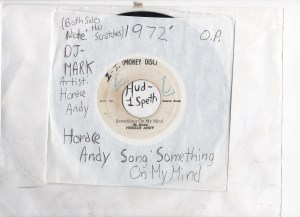 (Both Sides
Note" Hu
Scratches)
1972'
O.P.
DJ-
MARK
Artist:
Horace
Andy
(MONEY DISC)
Hud-
1 Speth
Something On My Mind
HORACE ANDY
Horace
Andy Song: Something
On My Mind